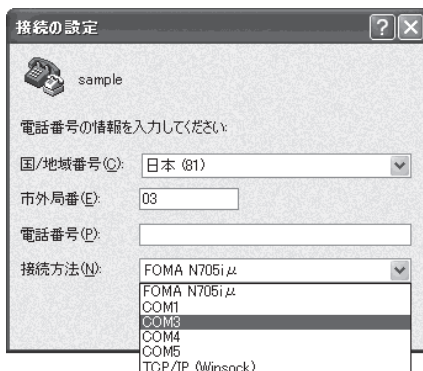 接続の設定
sample
電話番号の情報を入力してください:
国/地域番号(C): 日本 (81)
市外局番(E): 03
電話番号(P):
接続方法(N): FOMA N705iμ
FOMA N705iμ
COM1
COM3
COM4
COM5
TCP/IP (Winsock)